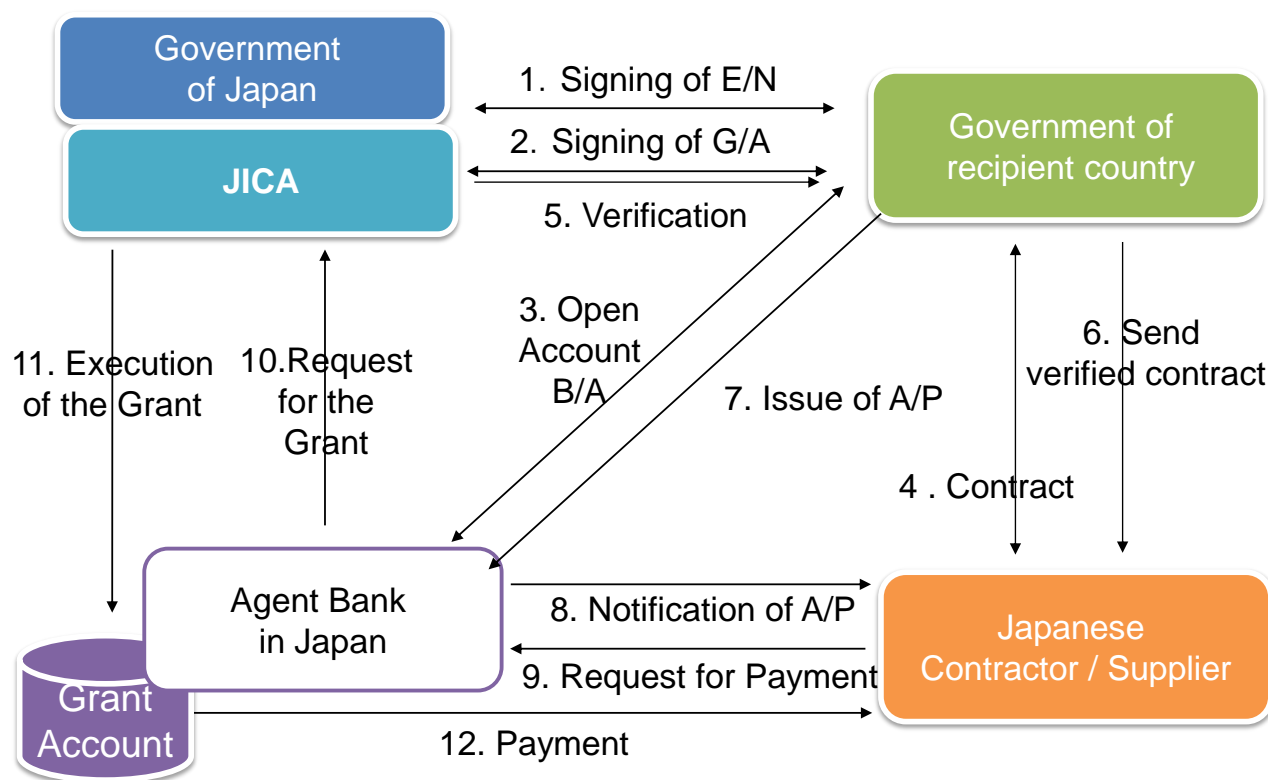 Government
of Japan
JICA
1. Signing of E/N
2. Signing of G/A
5. Verification
Government of
recipient country
3. Open
Account
B/A
7. Issue of A/P
6. Send
verified contract
4 . Contract
11. Execution
of the Grant
10.Request
for the
Grant
Agent Bank
in Japan
8. Notification of A/P
9. Request for Payment
Japanese
Contractor / Supplier
Grant
Account
12. Payment